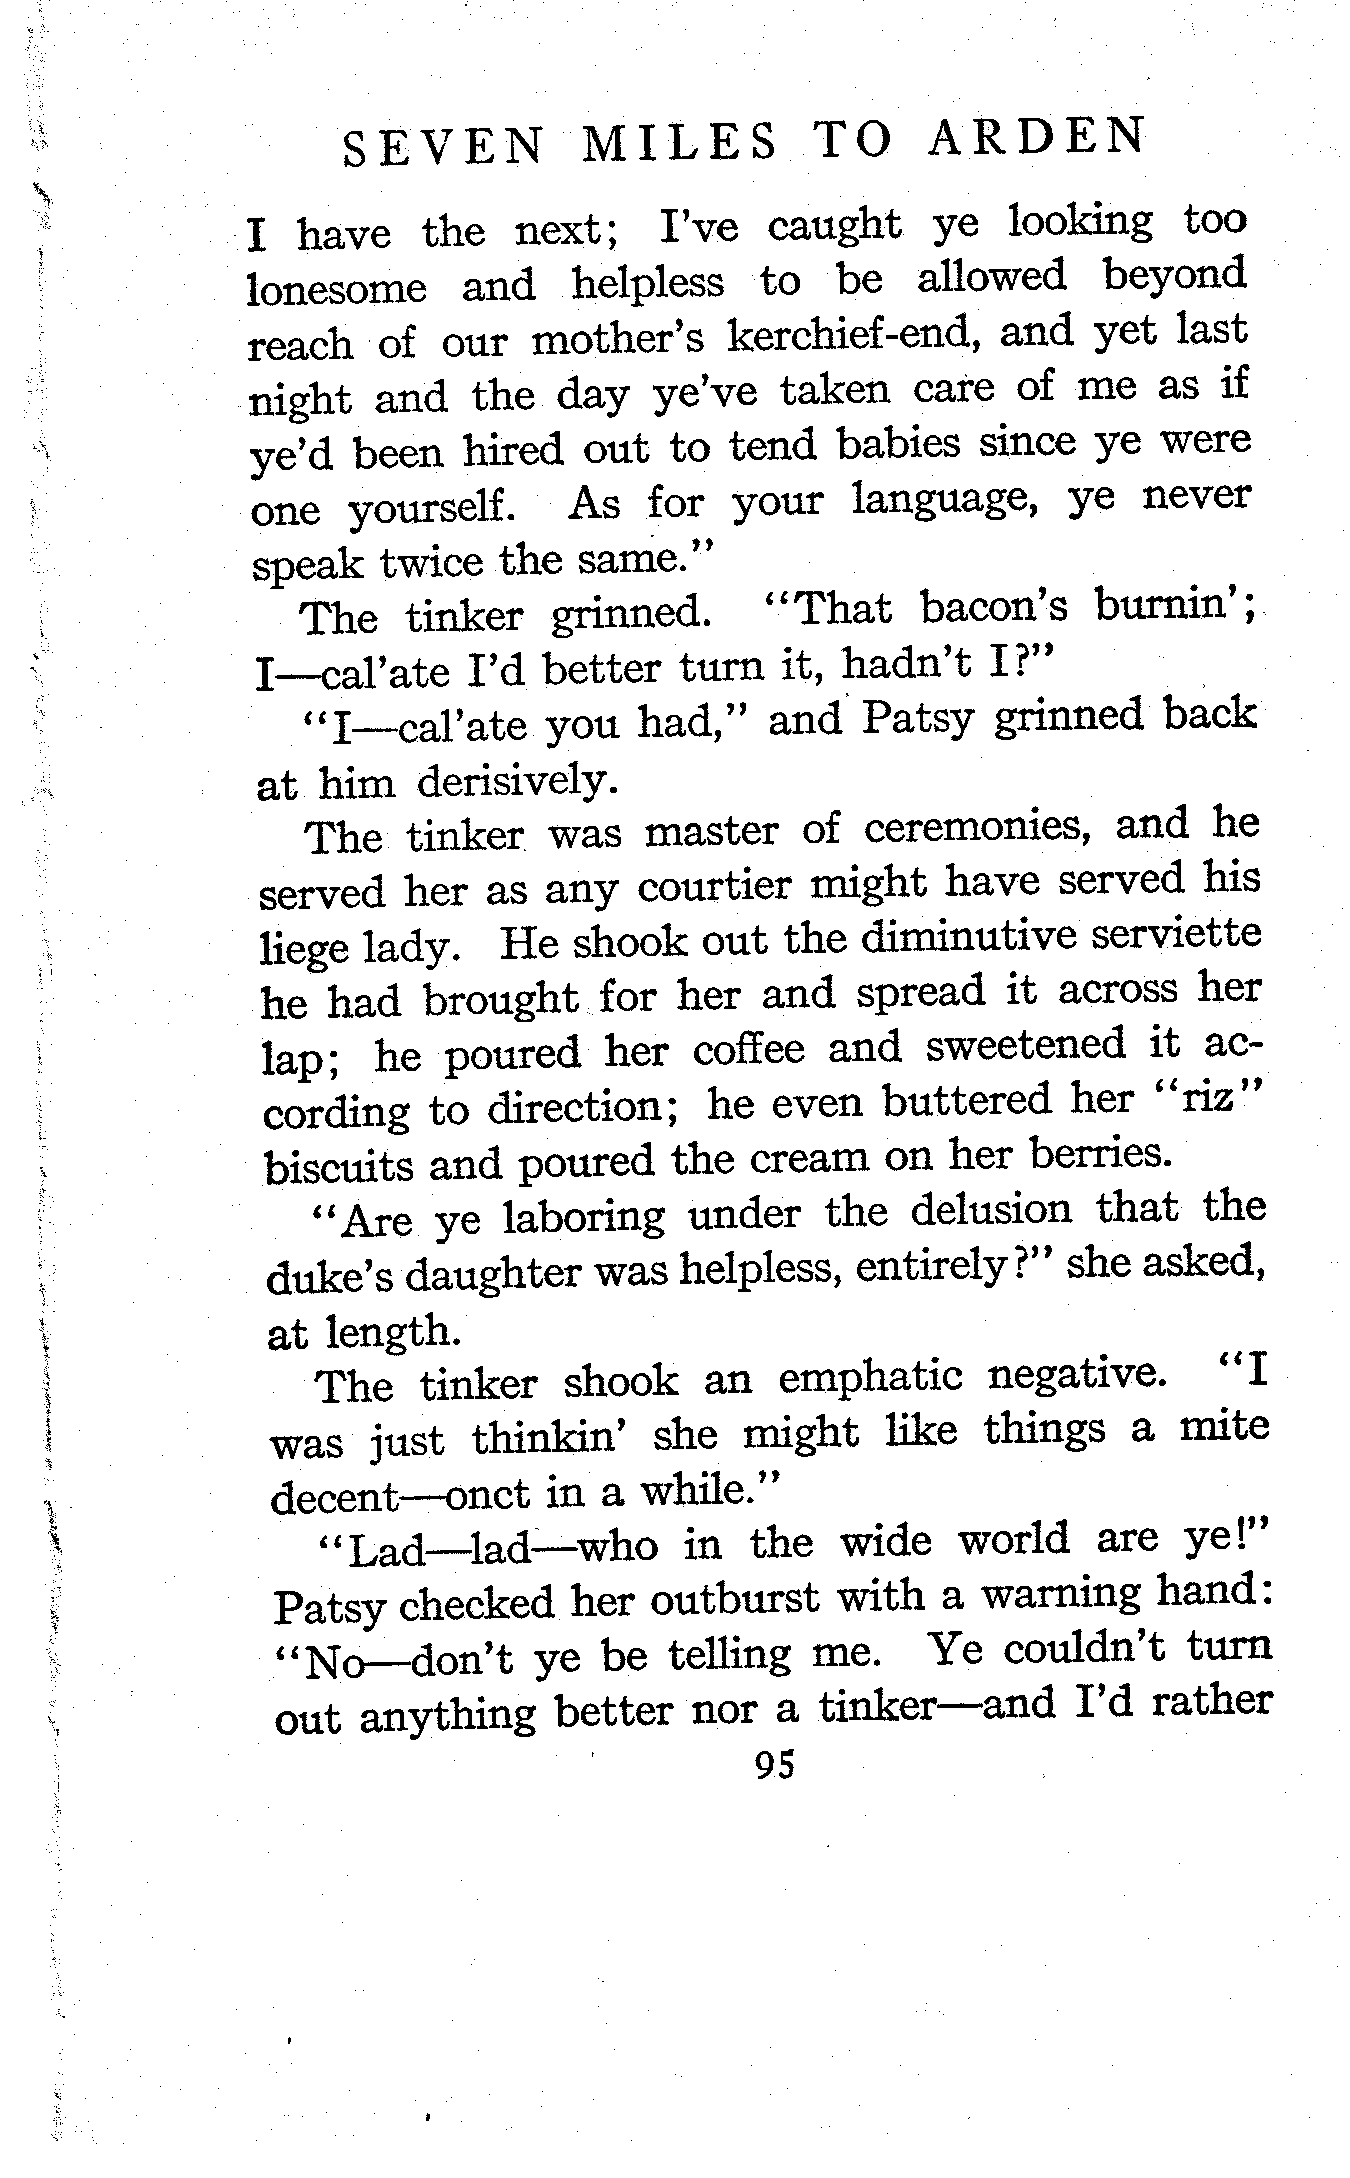 SEVEN MILES TO ARDEN
I have the next; I've caught ye looking too
lonesome and helpless to be allowed beyond
reach of our mother's kerchief-end, and yet last
night and the day ye've taken care of me as if
ye'd been hired out to tend babies since ye were
one yourself. As for your language, ye never
speak twice the same."
The tinker grinned. "That bacon's burnin';
I—cal'ate I'd better turn it, hadn't I?"
"I—cal'ate you had," and Patsy grinned back
at him derisively.
The tinker was master of ceremonies, and he
served her as any courtier might have served his
liege lady. He shook out the diminutive serviette
he had brought for her and spread it across her
lap; he poured her coffee and sweetened it ac-
cording to direction; he even buttered her "riz"
biscuits and poured the cream on her berries.
"Are ye laboring under the delusion that the
duke's daughter was helpless, entirely?" she asked,
at length.
The tinker shook an emphatic negative. "I
was just thinkin' she might like things a mite
decent—onct in a while."
"Lad—lad—who in the wide world are ye!"
Patsy checked her outburst with a warning hand:
"No—don't ye be telling me. Ye couldn't turn
out anything better nor a tinker—and I'd rather
95